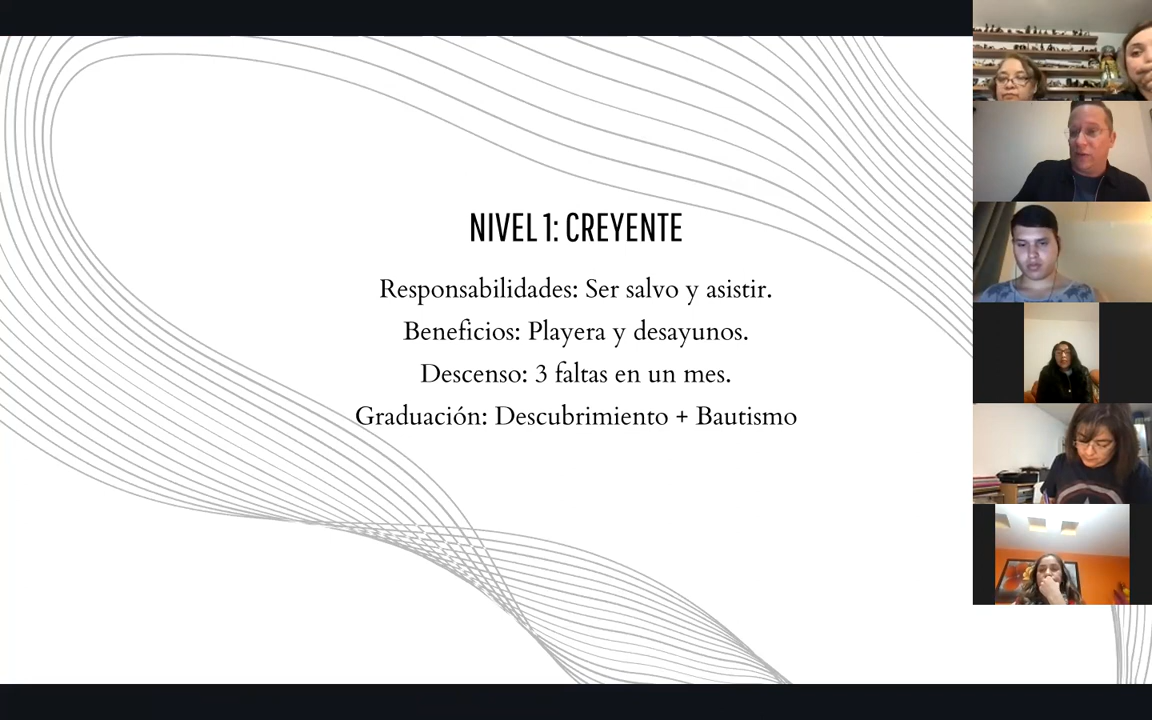 NIVEL 1: CREYENTE
Responsabilidades: Ser salvo y asistir.
Beneficios: Playera y desayunos.
Descenso: 3 faltas en un mes.
Graduación: Descubrimiento + Bautismo